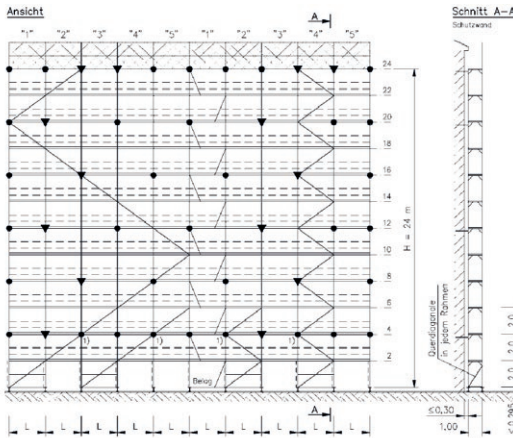 Ansicht
Schnitt A–A
Schutzwand
A
"1" "2" "3" "4" "5" "1" "2" "3" "4" "5"
24
22
20
18
16
14
12
10
8
6
4
2
H = 24 m
1) 1) 1) 1)
Belag
Querdiagonale
in jedem Rahmen
2,0
2,0
2,0
A
≤0,30
1,00
L L L L L L L L L L